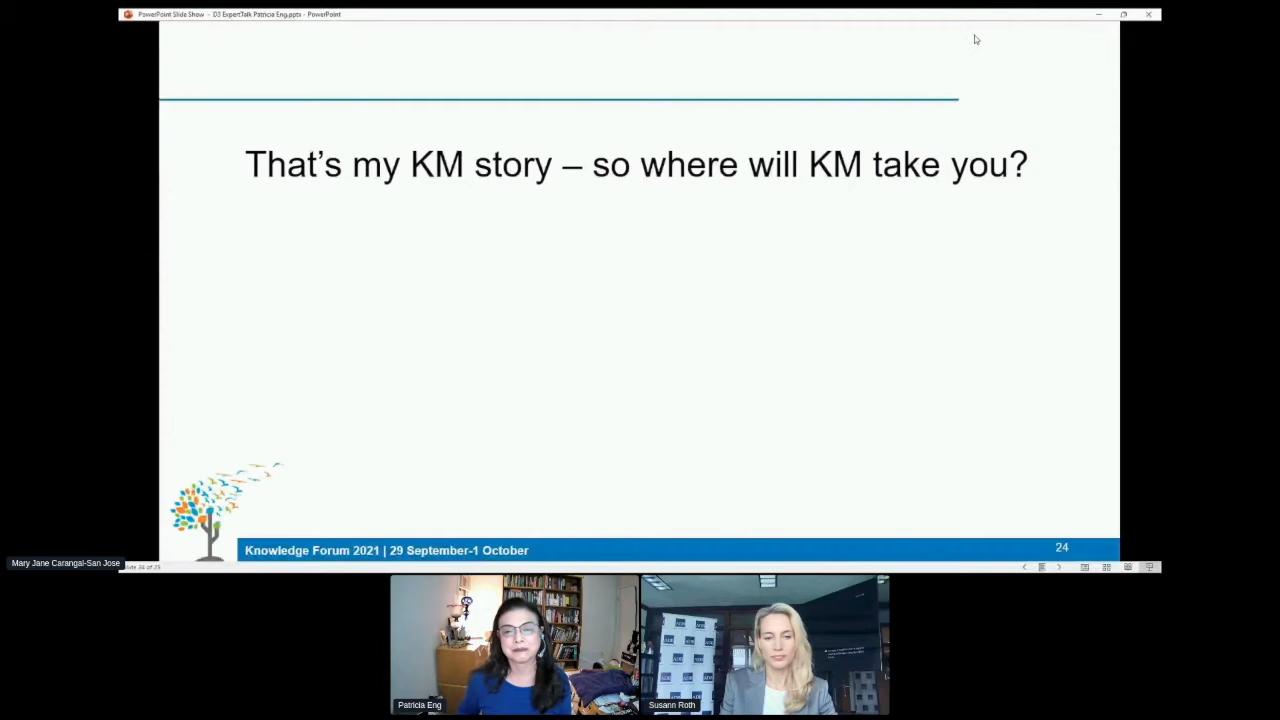 PowerPoint Slide Show - D3 ExpertTalk Patricia Eng.pptx - PowerPoint
That's my KM story – so where will KM take you?
Knowledge Forum 2021 | 29 September-1 October
24
Mary Jane Carangal-San Jose
Patricia Eng
Susann Roth
ADB